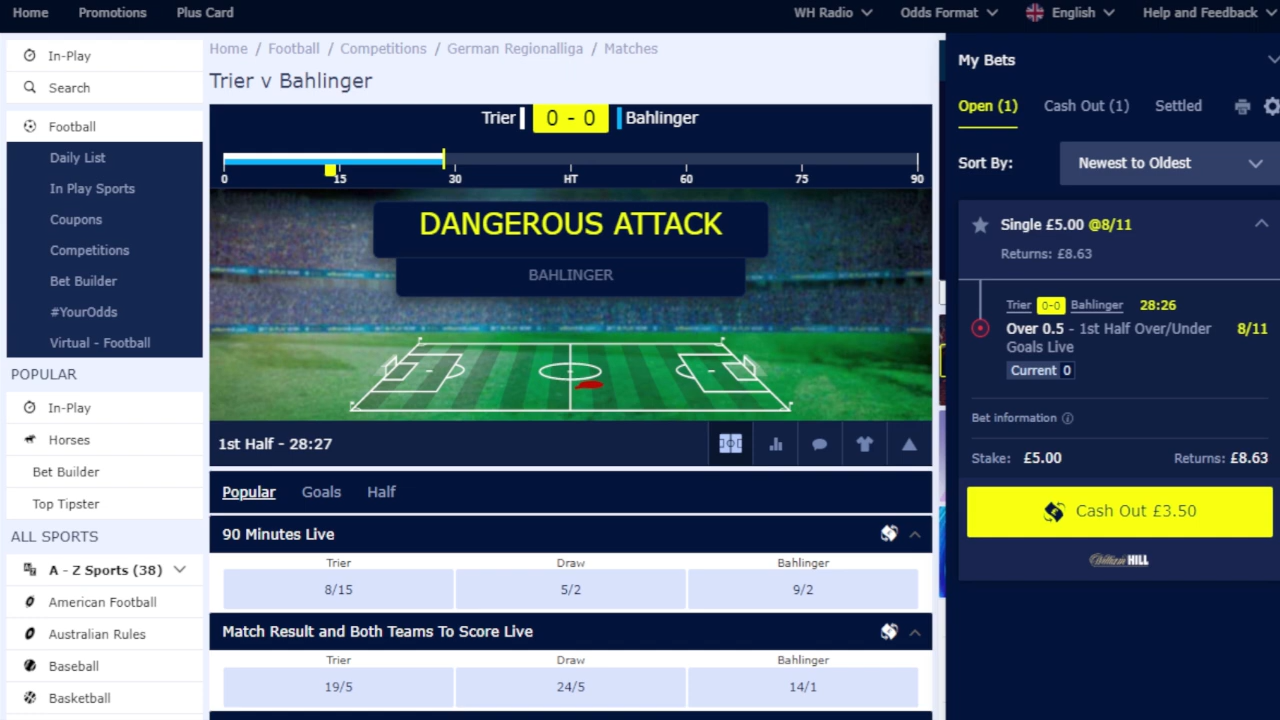 Home Promotions Plus Card WH Radio Odds Format English Help and Feedback
In-Play
Search
Football
Daily List
In Play Sports
Coupons
Competitions
Bet Builder
#YourOdds
Virtual - Football
POPULAR
In-Play
Horses
Bet Builder
Top Tipster
ALL SPORTS
A - Z Sports (38)
American Football
Australian Rules
Baseball
Basketball
Home / Football / Competitions / German Regionalliga / Matches
Trier v Bahlinger
Trier 0 - 0 Bahlinger
0 15 30 HT 60 75 90
DANGEROUS ATTACK
BAHLINGER
1st Half - 28:27
Popular Goals Half
90 Minutes Live
Trier Draw Bahlinger
8/15 5/2 9/2
Match Result and Both Teams To Score Live
Trier Draw Bahlinger
19/5 24/5 14/1
My Bets
Open (1) Cash Out (1) Settled
Sort By: Newest to Oldest
Single £5.00 @8/11
Returns: £8.63
Trier 0-0 Bahlinger 28:26
Over 0.5 - 1st Half Over/Under 8/11
Goals Live
Current 0
Bet information
Stake: £5.00 Returns: £8.63
Cash Out £3.50
William HILL